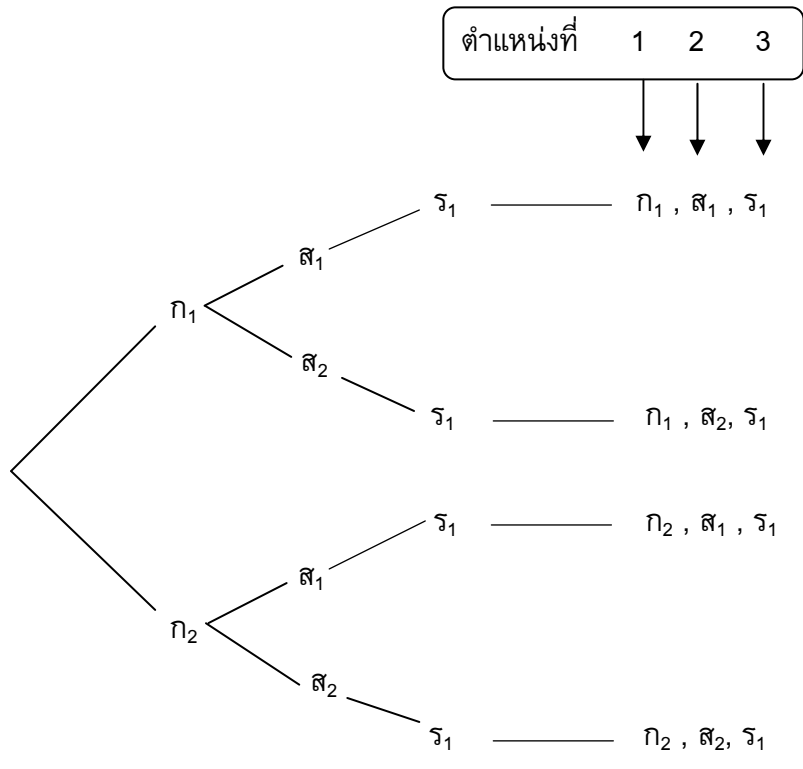 ตำแหน่งที่ 1 2 3
ร₁ ก₁ , ส₁ , ร₁
ส₁
ก₁
ส₂
ร₁ ก₁ , ส₂, ร₁
ร₁ ก₂ , ส₁ , ร₁
ส₁
ก₂
ส₂
ร₁ ก₂ , ส₂, ร₁